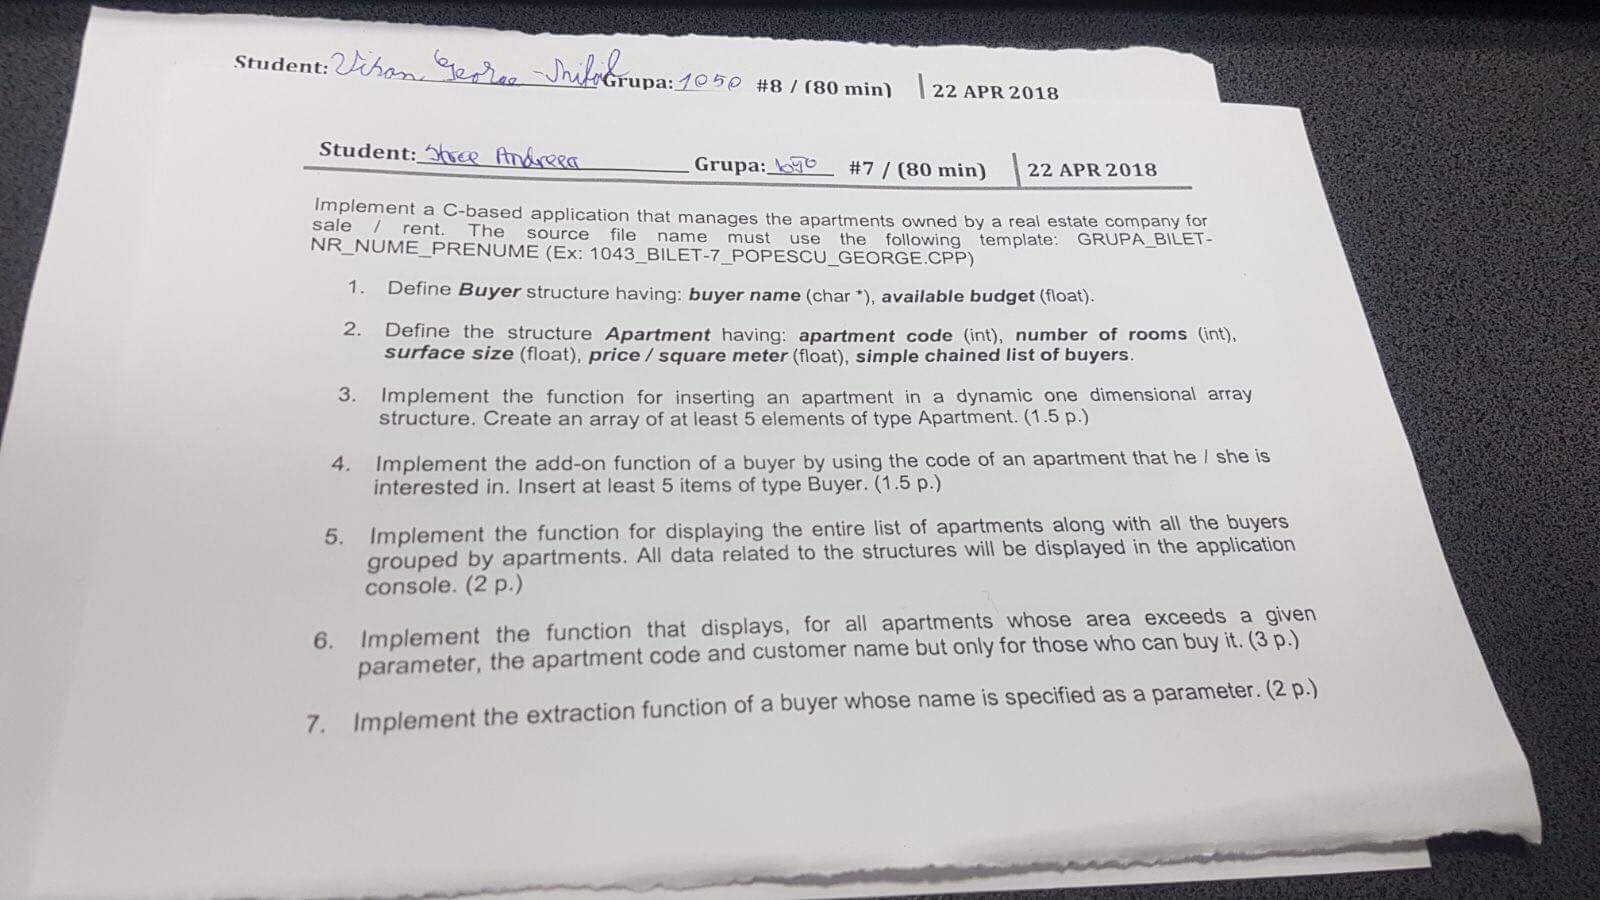 Student: George Grupa: 1050 #8 / (80 min) 22 APR 2018
Student: Andreea Grupa: #7 / (80 min) 22 APR 2018
Implement a C-based application that manages the apartments owned by a real estate company for
sale / rent. The source file name must use the following template: GRUPA_BILET-
NR_NUME_PRENUME (Ex: 1043_BILET-7_POPESCU_GEORGE.CPP)
1. Define Buyer structure having: buyer name (char *), available budget (float).
2. Define the structure Apartment having: apartment code (int), number of rooms (int),
surface size (float), price / square meter (float), simple chained list of buyers.
3. Implement the function for inserting an apartment in a dynamic one dimensional array
structure. Create an array of at least 5 elements of type Apartment. (1.5 p.)
4. Implement the add-on function of a buyer by using the code of an apartment that he / she is
interested in. Insert at least 5 items of type Buyer. (1.5 p.)
5. Implement the function for displaying the entire list of apartments along with all the buyers
grouped by apartments. All data related to the structures will be displayed in the application
console. (2 p.)
6. Implement the function that displays, for all apartments whose area exceeds a given
parameter, the apartment code and customer name but only for those who can buy it. (3 p.)
7. Implement the extraction function of a buyer whose name is specified as a parameter. (2 p.)